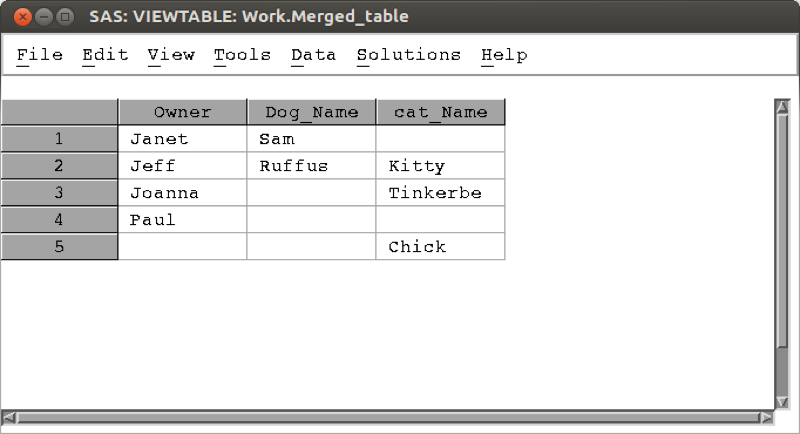 SAS: VIEWTABLE: Work.Merged_table
File Edit View Tools Data Solutions Help
Owner Dog_Name cat_Name
1 Janet Sam
2 Jeff Ruffus Kitty
3 Joanna Tinkerbe
4 Paul
5 Chick